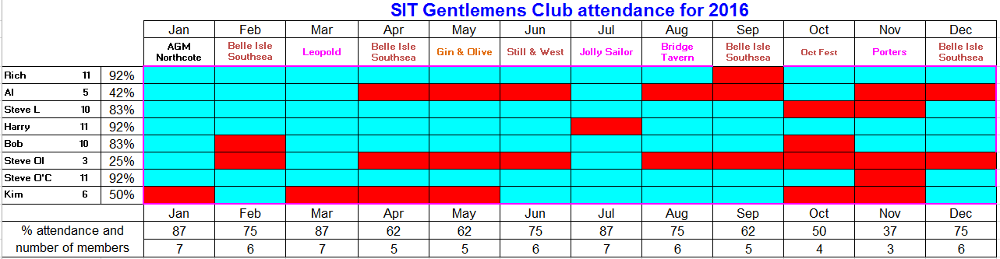 SIT Gentlemens Club attendance for 2016
Jan Feb Mar Apr May Jun Jul Aug Sep Oct Nov Dec
AGM Northcote Belle Isle Southsea Leopold Belle Isle Southsea Gin & Olive Still & West Jolly Sailor Bridge Tavern Belle Isle Southsea Oct Fest Porters Belle Isle Southsea
Rich 11 92%
Al 5 42%
Steve L 10 83%
Harry 11 92%
Bob 10 83%
Steve Ol 3 25%
Steve O'C 11 92%
Kim 6 50%
Jan Feb Mar Apr May Jun Jul Aug Sep Oct Nov Dec
% attendance and 87 75 87 62 62 75 87 75 62 50 37 75
number of members 7 6 7 5 5 6 7 6 5 4 3 6